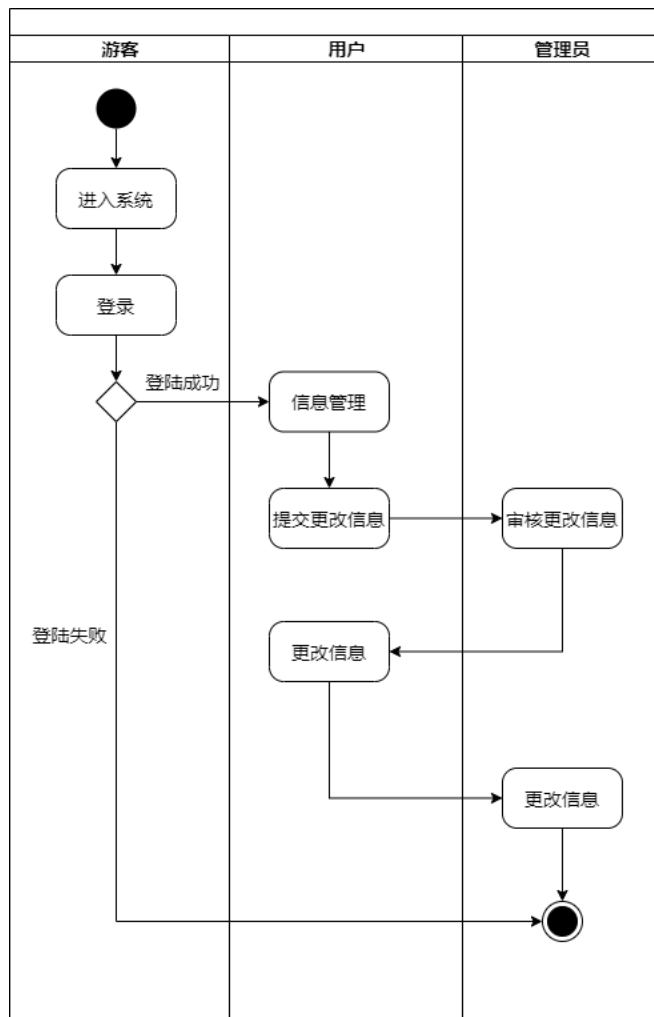 游客
用户
管理员
进入系统
登录
登陆成功
信息管理
提交更改信息
审核更改信息
登陆失败
更改信息
更改信息